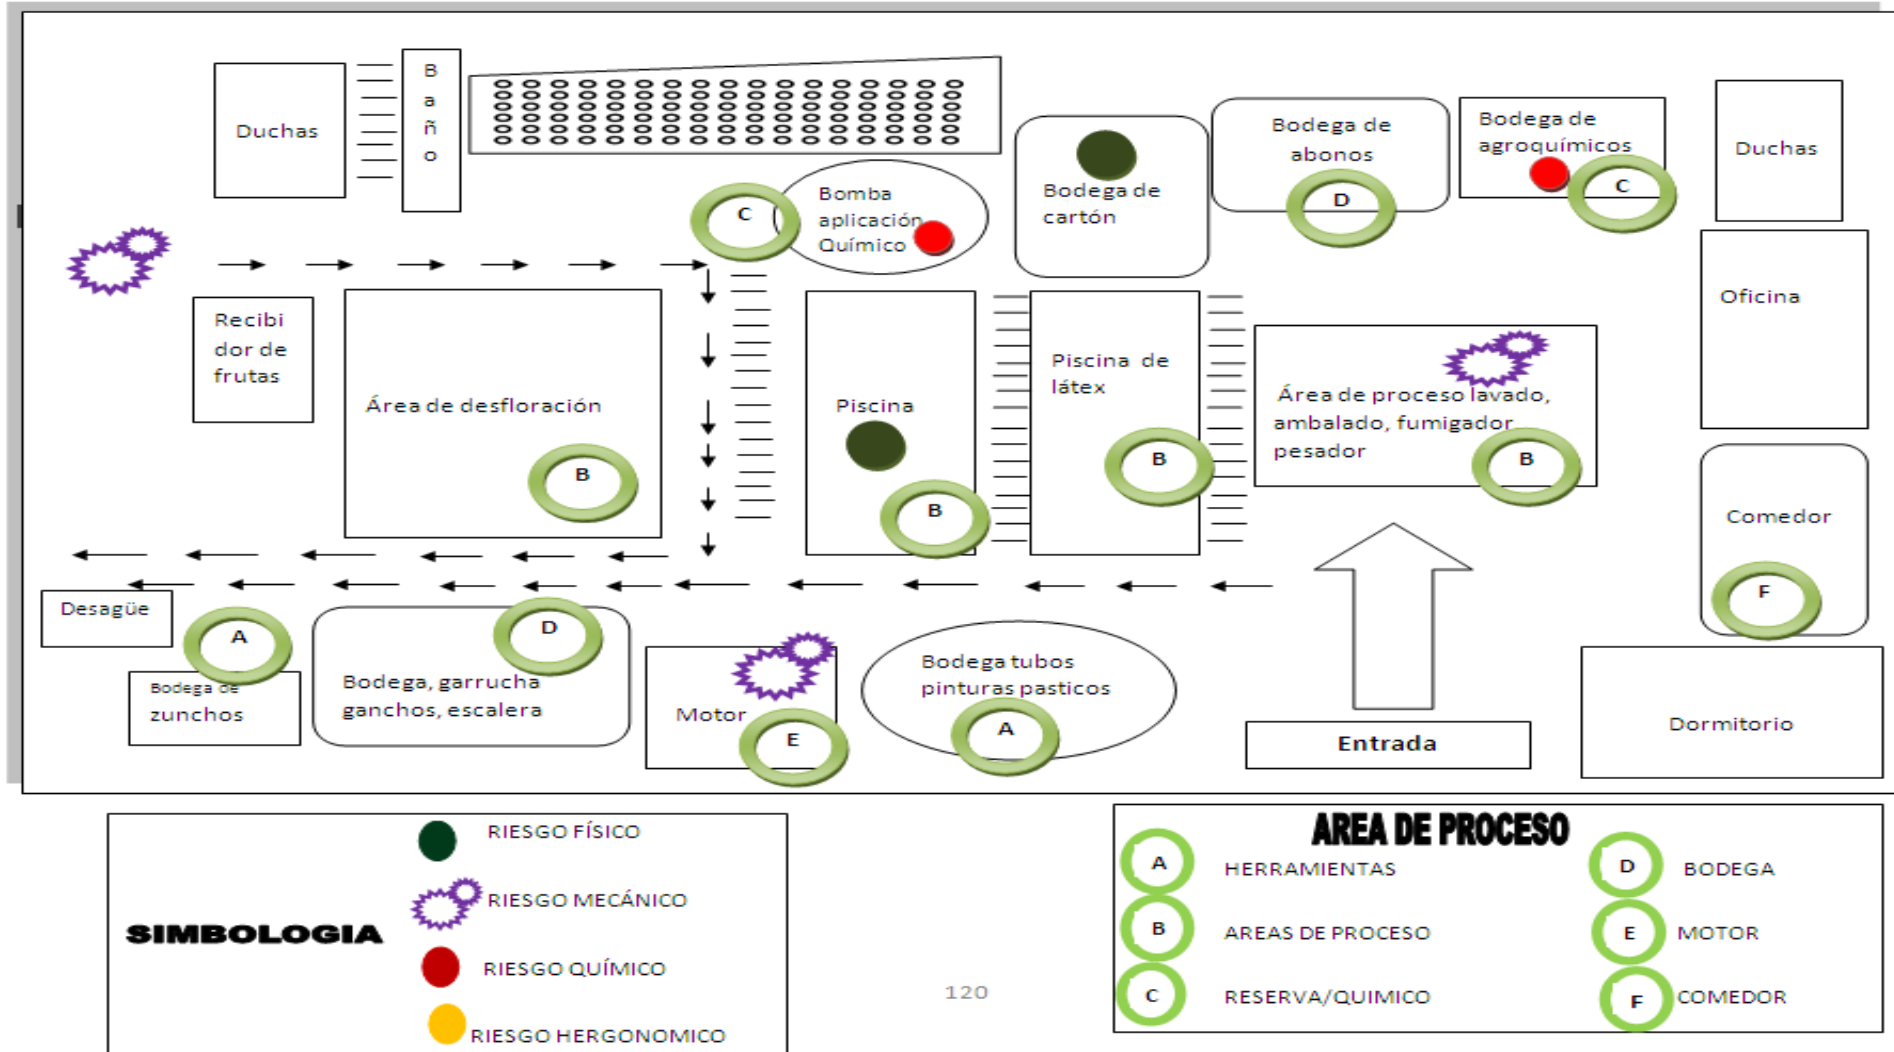 Duchas
B
a
ñ
o
Bodega de
abonos
D
Bodega de
agroquímicos
C
Duchas
C
Bomba
aplicación
Químico
Bodega de
cartón
Oficina
Recibi
dor de
frutas
Área de desfloración
B
Piscina
B
Piscina de
látex
B
Área de proceso lavado,
ambalado, fumigador
pesador
B
Comedor
F
Desagüe
A
Bodega de
zunchos
D
Bodega, garrucha
ganchos, escalera
Motor
E
Bodega tubos
pinturas pasticos
A
Entrada
Dormitorio
SIMBOLOGIA
RIESGO FÍSICO
RIESGO MECÁNICO
RIESGO QUÍMICO
RIESGO HERGONOMICO
120
AREA DE PROCESO
A HERRAMIENTAS
B AREAS DE PROCESO
C RESERVA/QUIMICO
D BODEGA
E MOTOR
F COMEDOR